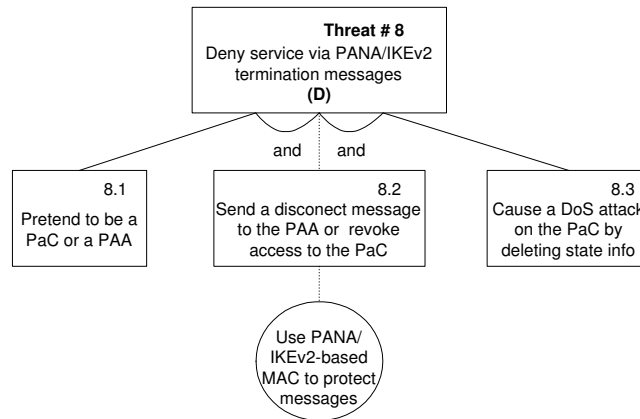 Threat # 8
Deny service via PANA/IKEv2
termination messages
(D)
and
and
8.1
Pretend to be a
PaC or a PAA
8.2
Send a disconect message
to the PAA or revoke
access to the PaC
8.3
Cause a DoS attack
on the PaC by
deleting state info
Use PANA/
IKEv2-based
MAC to protect
messages